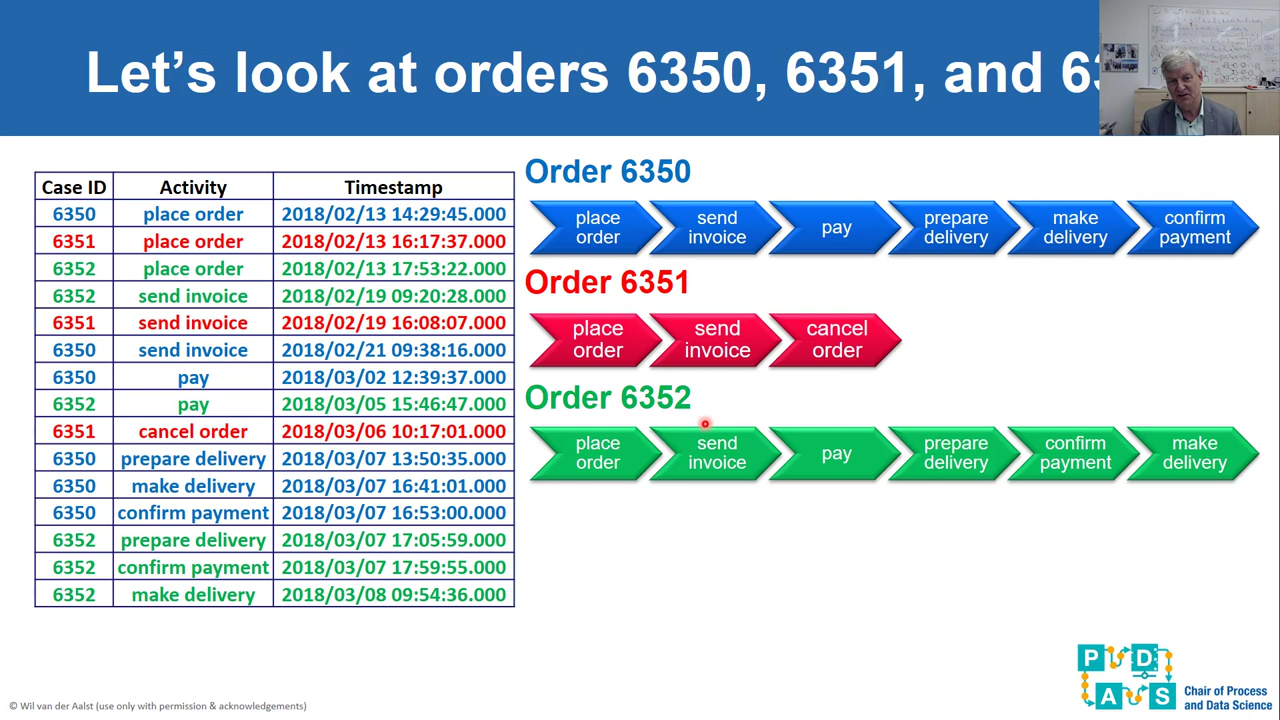 Let's look at orders 6350, 6351, and 6
Case ID Activity Timestamp
6350 place order 2018/02/13 14:29:45.000
6351 place order 2018/02/13 16:17:37.000
6352 place order 2018/02/13 17:53:22.000
6352 send invoice 2018/02/19 09:20:28.000
6351 send invoice 2018/02/19 16:08:07.000
6350 send invoice 2018/02/21 09:38:16.000
6350 pay 2018/03/02 12:39:37.000
6352 pay 2018/03/05 15:46:47.000
6351 cancel order 2018/03/06 10:17:01.000
6350 prepare delivery 2018/03/07 13:50:35.000
6350 make delivery 2018/03/07 16:41:01.000
6350 confirm payment 2018/03/07 16:53:00.000
6352 prepare delivery 2018/03/07 17:05:59.000
6352 confirm payment 2018/03/07 17:59:55.000
6352 make delivery 2018/03/08 09:54:36.000
Order 6350
place order
send invoice
pay
prepare delivery
make delivery
confirm payment
Order 6351
place order
send invoice
cancel order
Order 6352
place order
send invoice
pay
prepare delivery
confirm payment
make delivery
P D
A S
Chair of Process
and Data Science
© Wil van der Aalst (use only with permission & acknowledgements)